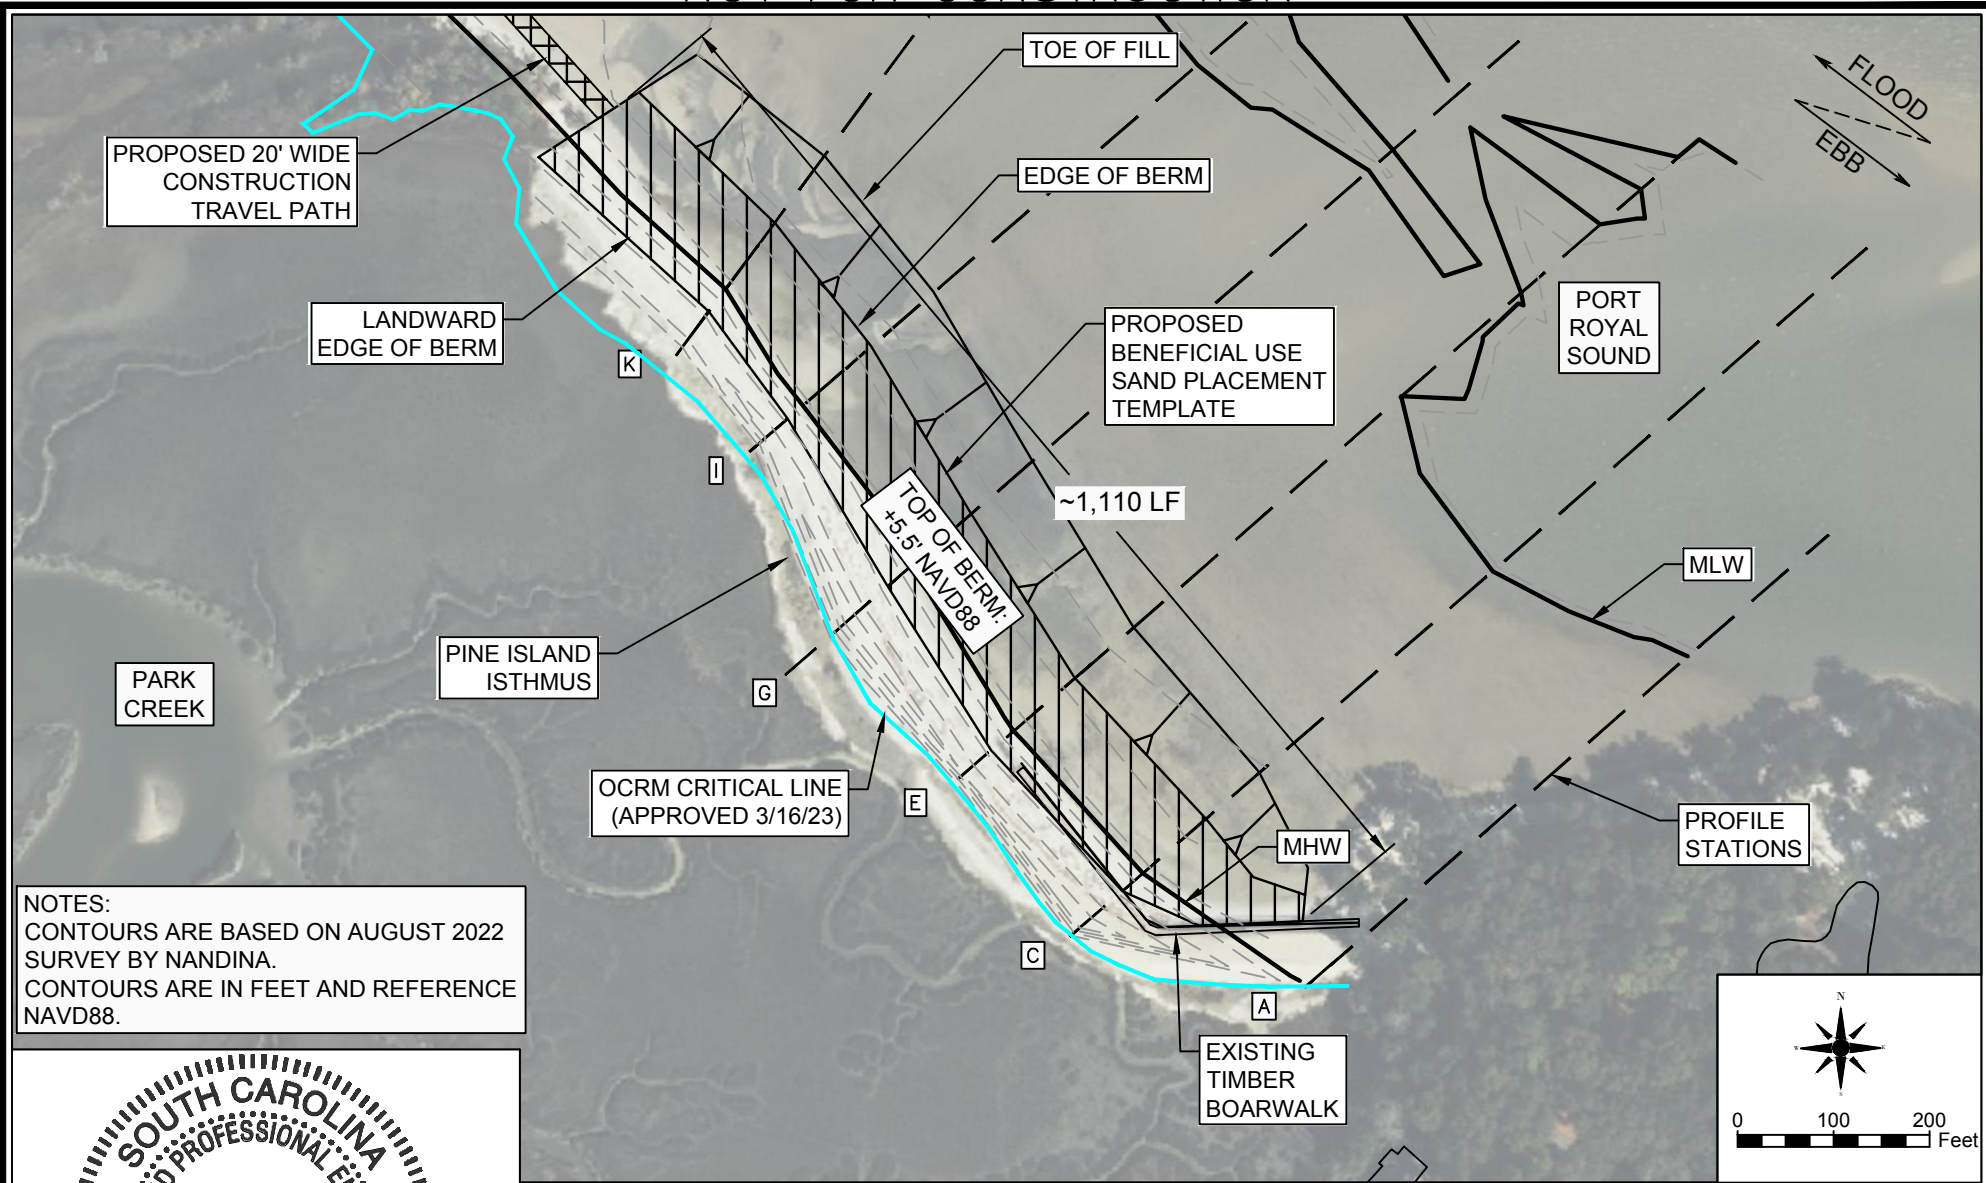 TOE OF FILL
FLOOD
EBB
PROPOSED 20' WIDE
CONSTRUCTION
TRAVEL PATH
EDGE OF BERM
LANDWARD
EDGE OF BERM
PORT
ROYAL
SOUND
PROPOSED
BENEFICIAL USE
SAND PLACEMENT
TEMPLATE
K
I
TOP OF BERM:
+5.5' NAVD88
~1,110 LF
MLW
PINE ISLAND
ISTHMUS
PARK
CREEK
G
OCRM CRITICAL LINE
(APPROVED 3/16/23)
E
MHW
PROFILE
STATIONS
NOTES:
CONTOURS ARE BASED ON AUGUST 2022
SURVEY BY NANDINA.
CONTOURS ARE IN FEET AND REFERENCE
NAVD88.
C
A
EXISTING
TIMBER
BOARWALK
N
W
E
S
0 100 200
Feet
SOUTH CAROLINA
PROFESSIONAL